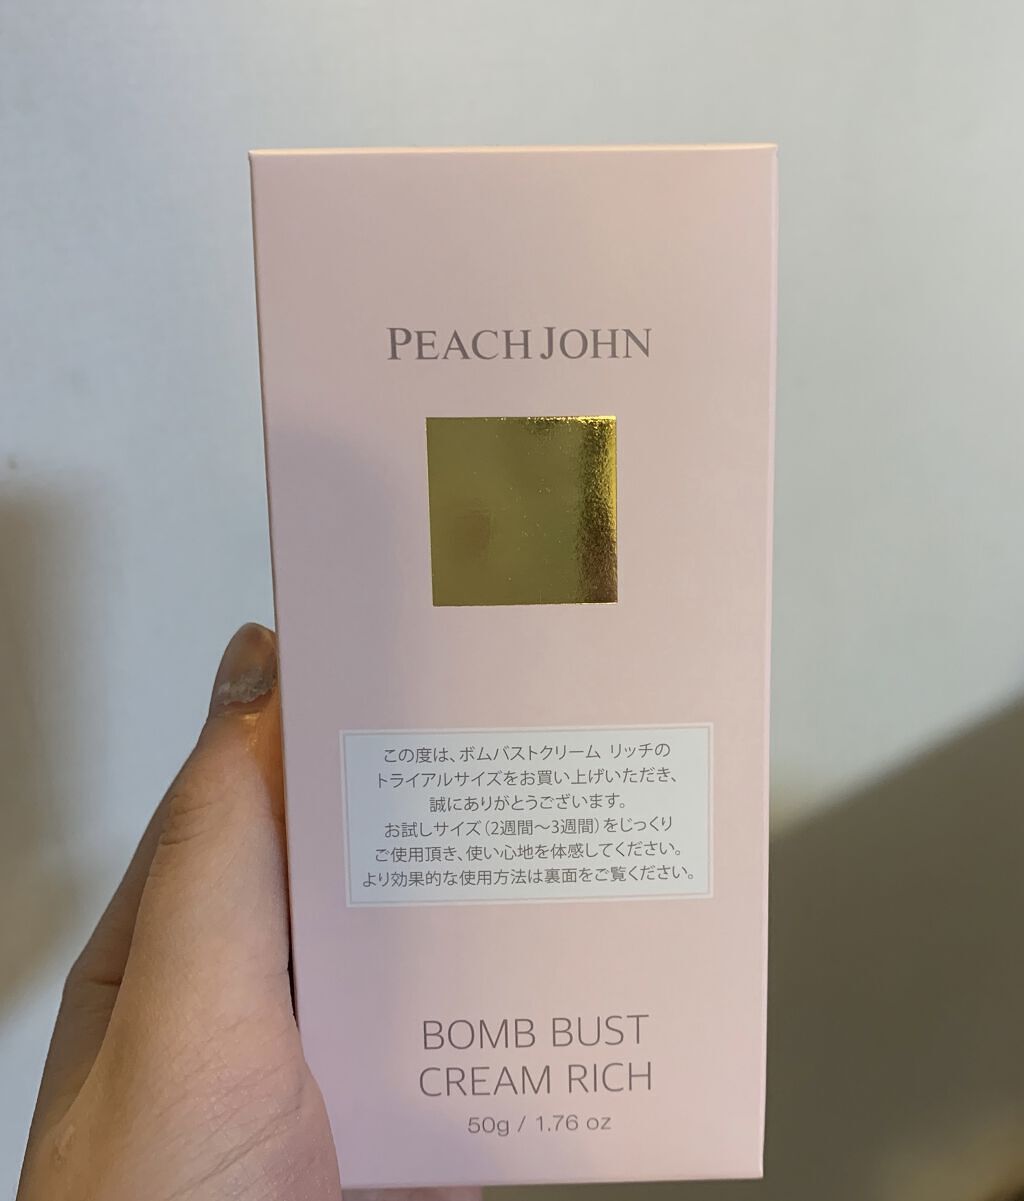 PEACH JOHN
この度は、ボムバストクリーム リッチの
トライアルサイズをお買い上げいただき、
誠にありがとうございます。
お試しサイズ（2週間〜3週間）をじっくり
ご使用頂き、使い心地を体感してください。
より効果的な使用方法は裏面をご覧ください。
BOMB BUST
CREAM RICH
50g / 1.76 oz